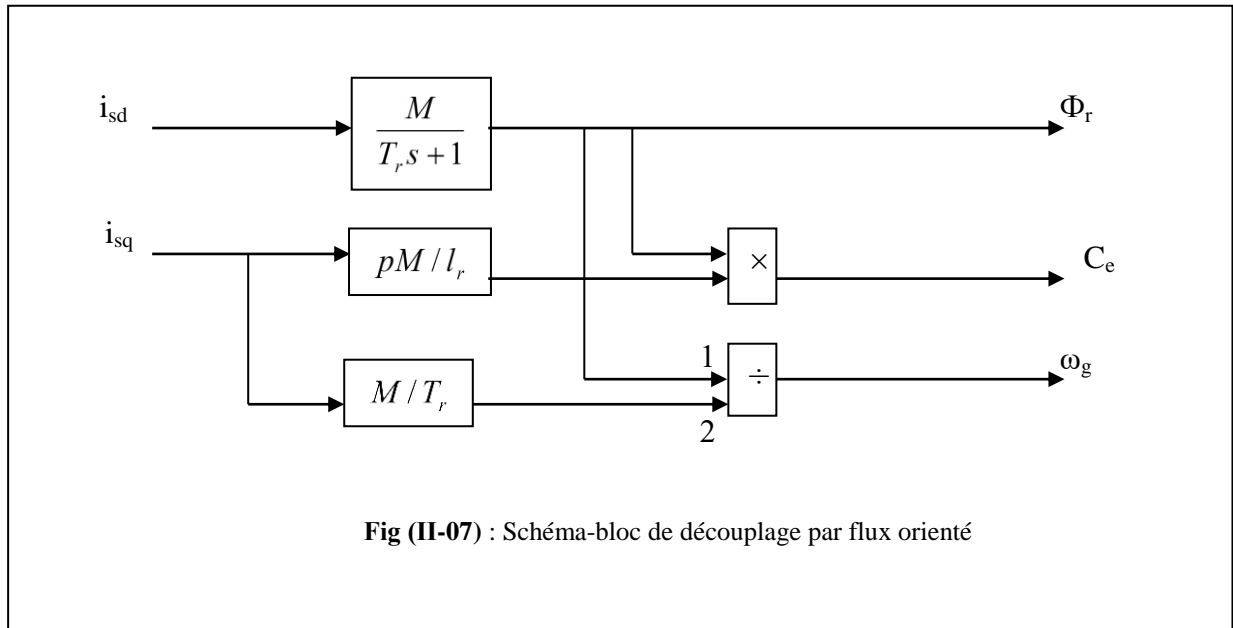 i_sd
M
T_r s + 1
Φ_r
i_sq
pM / l_r
×
C_e
M / T_r
1
÷
2
ω_g
Fig (II-07) : Schéma-bloc de découplage par flux orienté